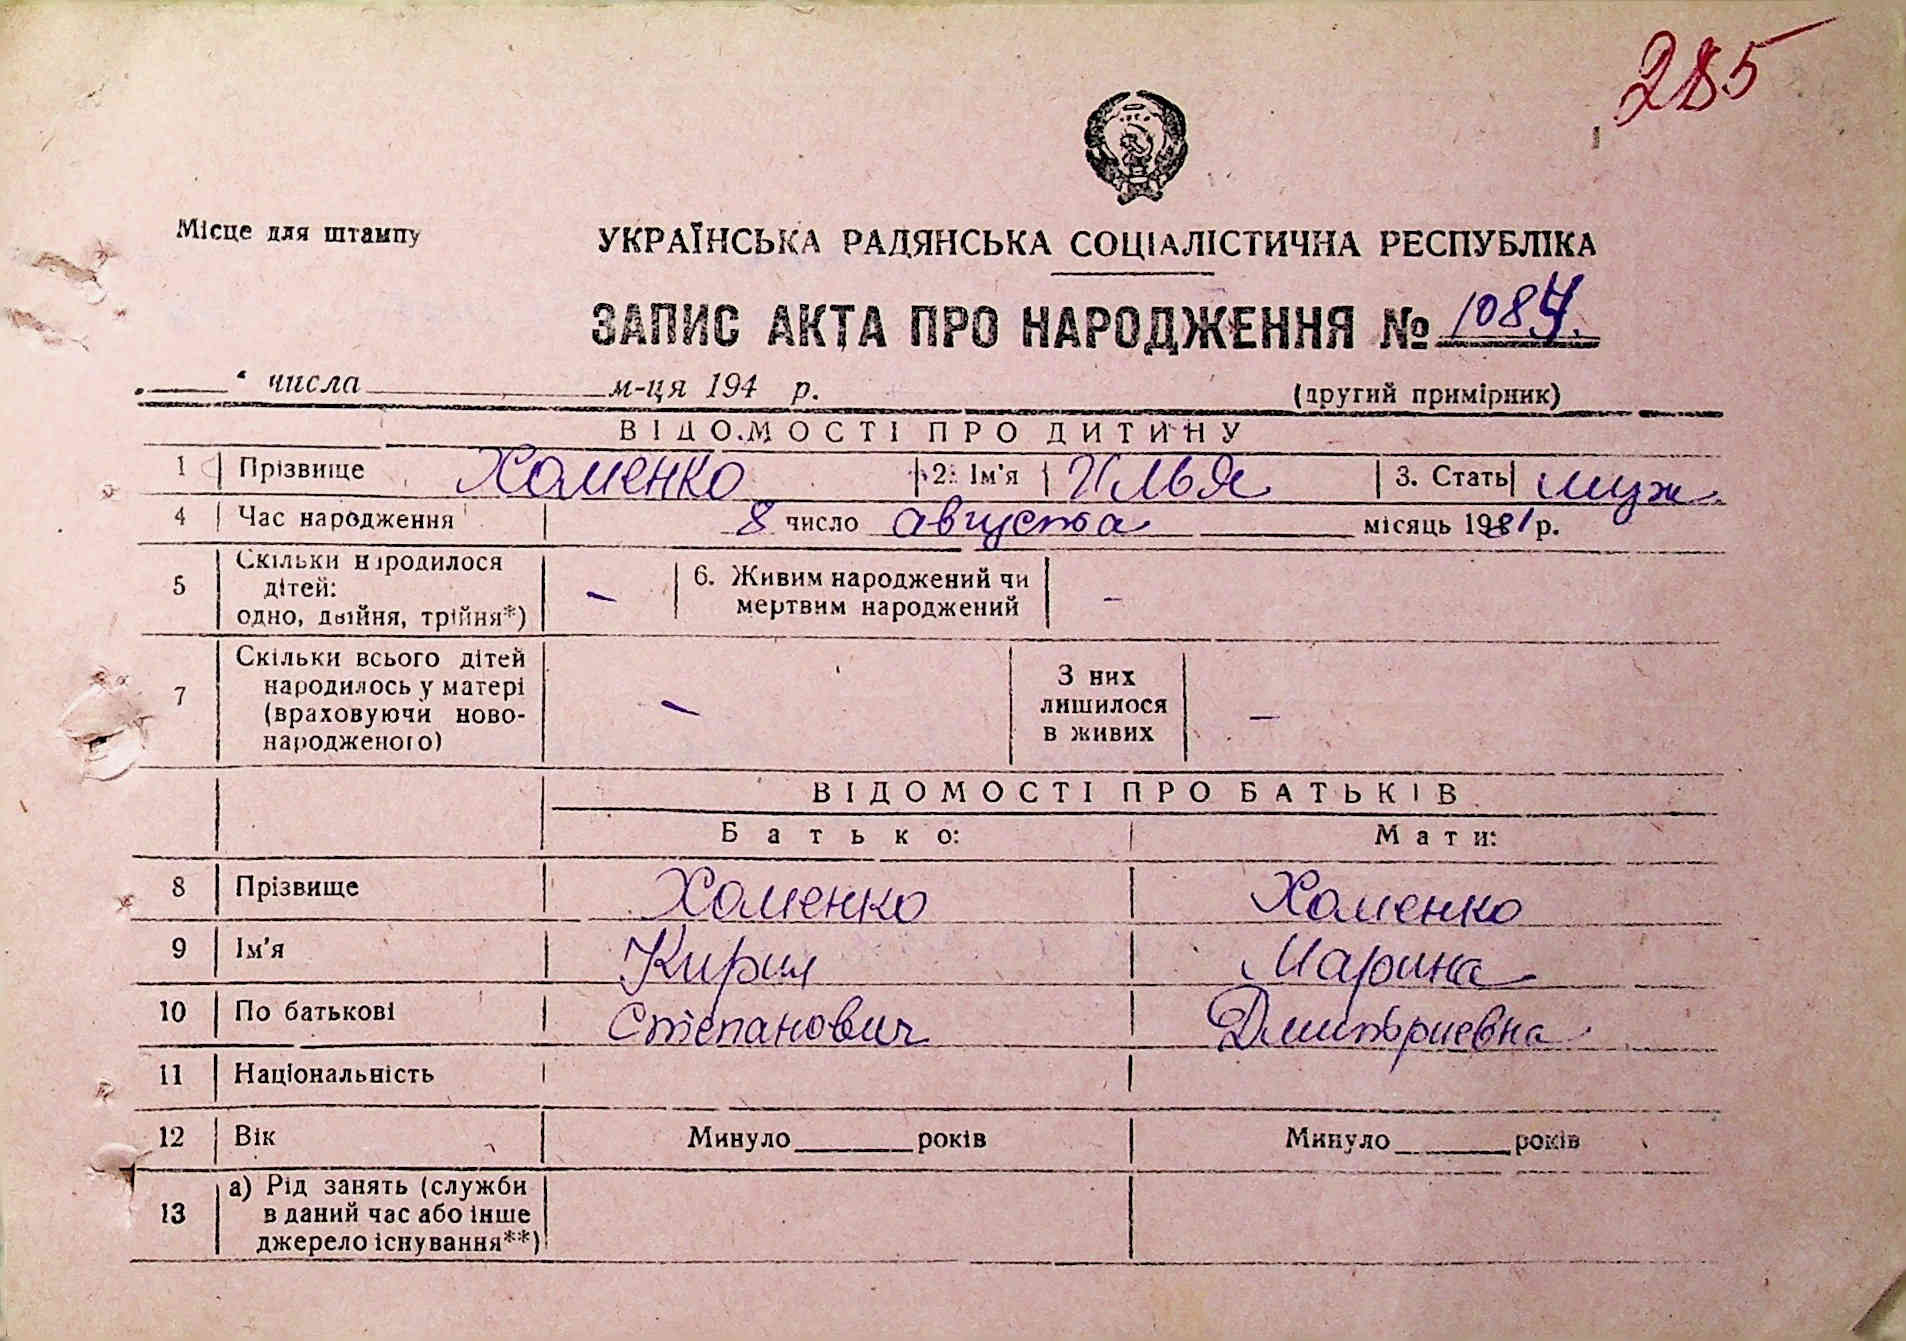 285
Місце для штампу
УКРАЇНСЬКА РАДЯНСЬКА СОЦІАЛІСТИЧНА РЕСПУБЛІКА
ЗАПИС АКТА ПРО НАРОДЖЕННЯ № 1084.
„ “ числа м-ця 194 р. (другий примірник)
ВІДОМОСТІ ПРО ДИТИНУ
1 Прізвище Хоменко 2. Ім'я Илья 3. Стать муж
4 Час народження 8 число августа місяць 19 р.
5 Скільки народилося дітей: одно, двійня, трійня*) – 6. Живим народжений чи мертвим народжений –
7 Скільки всього дітей народилось у матері (враховуючи новонародженого) – З них лишилося в живих –
ВІДОМОСТІ ПРО БАТЬКІВ
Батько: Мати:
8 Прізвище Хоменко Хоменко
9 Ім'я Кирил Марина
10 По батькові Степанович Дмитриевна
11 Національність
12 Вік Минуло років Минуло років
13 а) Рід занять (служби в даний час або інше джерело існування**)